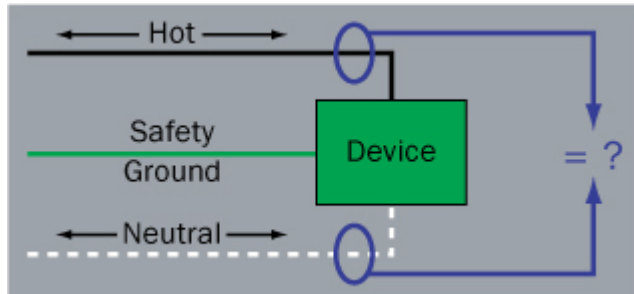 Hot
Safety
Ground
Device
= ?
Neutral